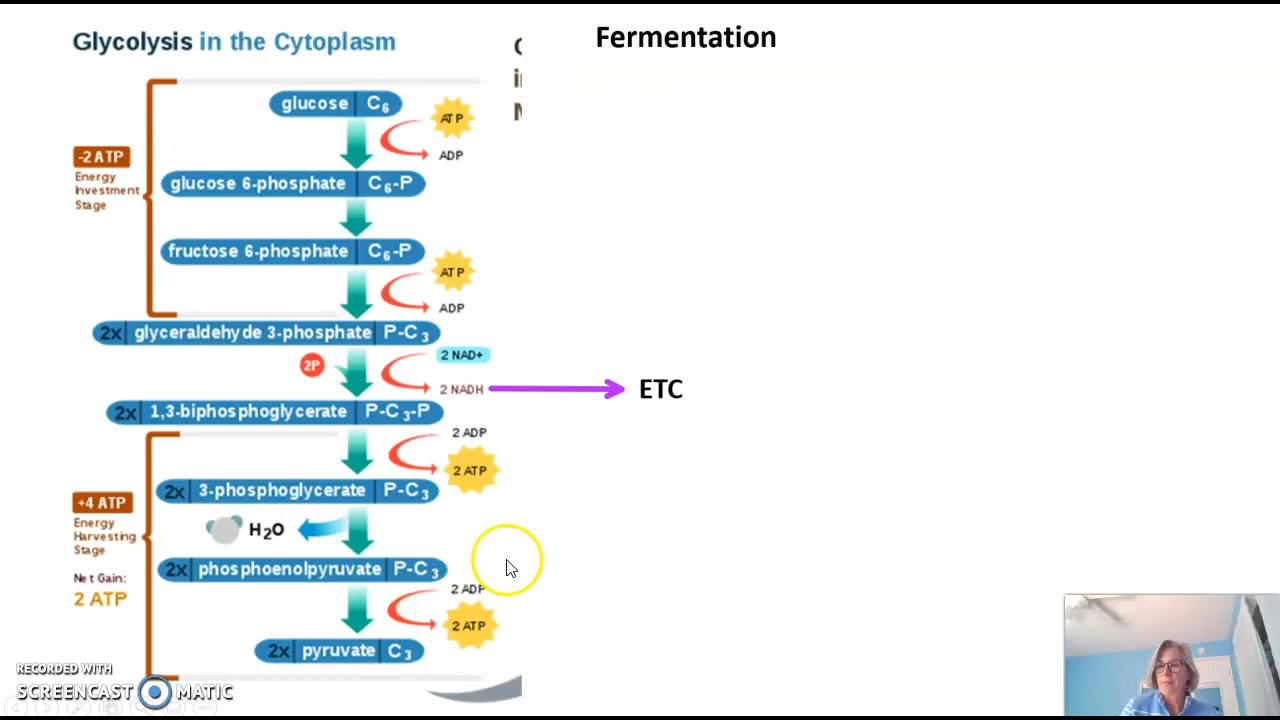 Glycolysis in the Cytoplasm
Fermentation
glucose C6
ATP
ADP
-2 ATP
Energy
Investment
Stage
glucose 6-phosphate C6-P
fructose 6-phosphate C6-P
ATP
ADP
2x glyceraldehyde 3-phosphate P-C3
2P
2 NAD+
2 NADH
ETC
2x 1,3-biphosphoglycerate P-C3-P
2 ADP
2 ATP
+4 ATP
Energy
Harvesting
Stage
2x 3-phosphoglycerate P-C3
H2O
2x phosphoenolpyruvate P-C3
Net Gain:
2 ATP
2 ADP
2 ATP
2x pyruvate C3
RECORDED WITH
SCREENCAST MATIC